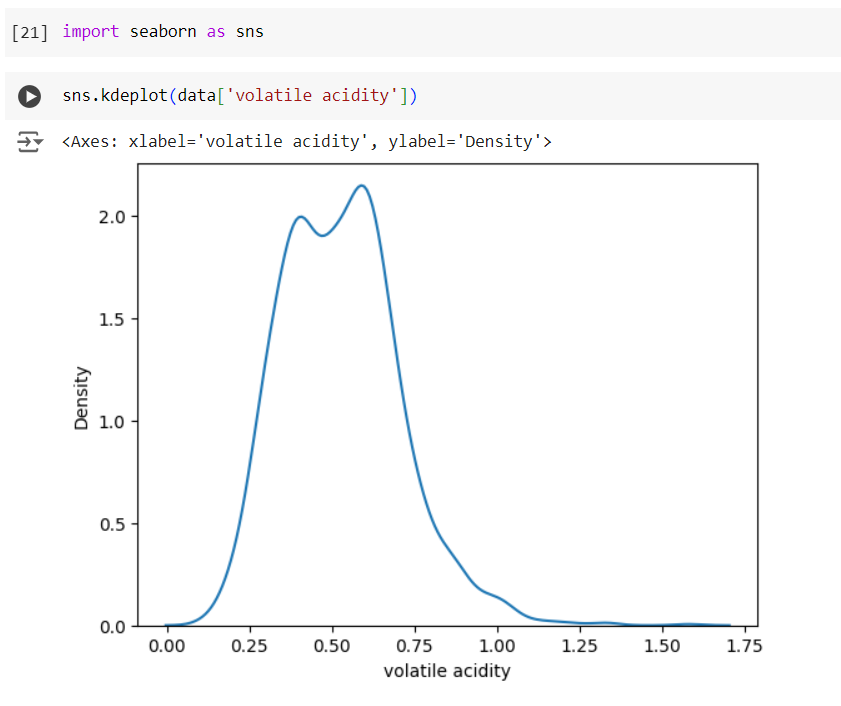 [21] import seaborn as sns
sns.kdeplot(data['volatile acidity'])
<Axes: xlabel='volatile acidity', ylabel='Density'>
2.0
1.5
1.0
0.5
0.0
Density
0.00 0.25 0.50 0.75 1.00 1.25 1.50 1.75
volatile acidity